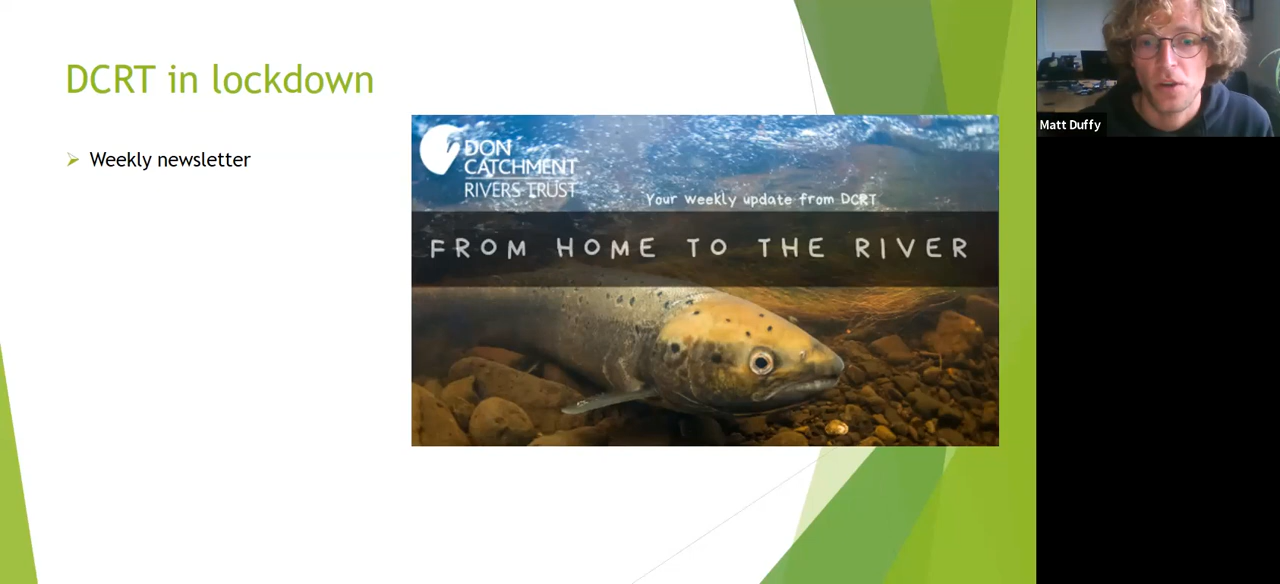 DCRT in lockdown
Weekly newsletter
DON
CATCHMENT
RIVERS TRUST
Your weekly update from DCRT
FROM HOME TO THE RIVER
Matt Duffy